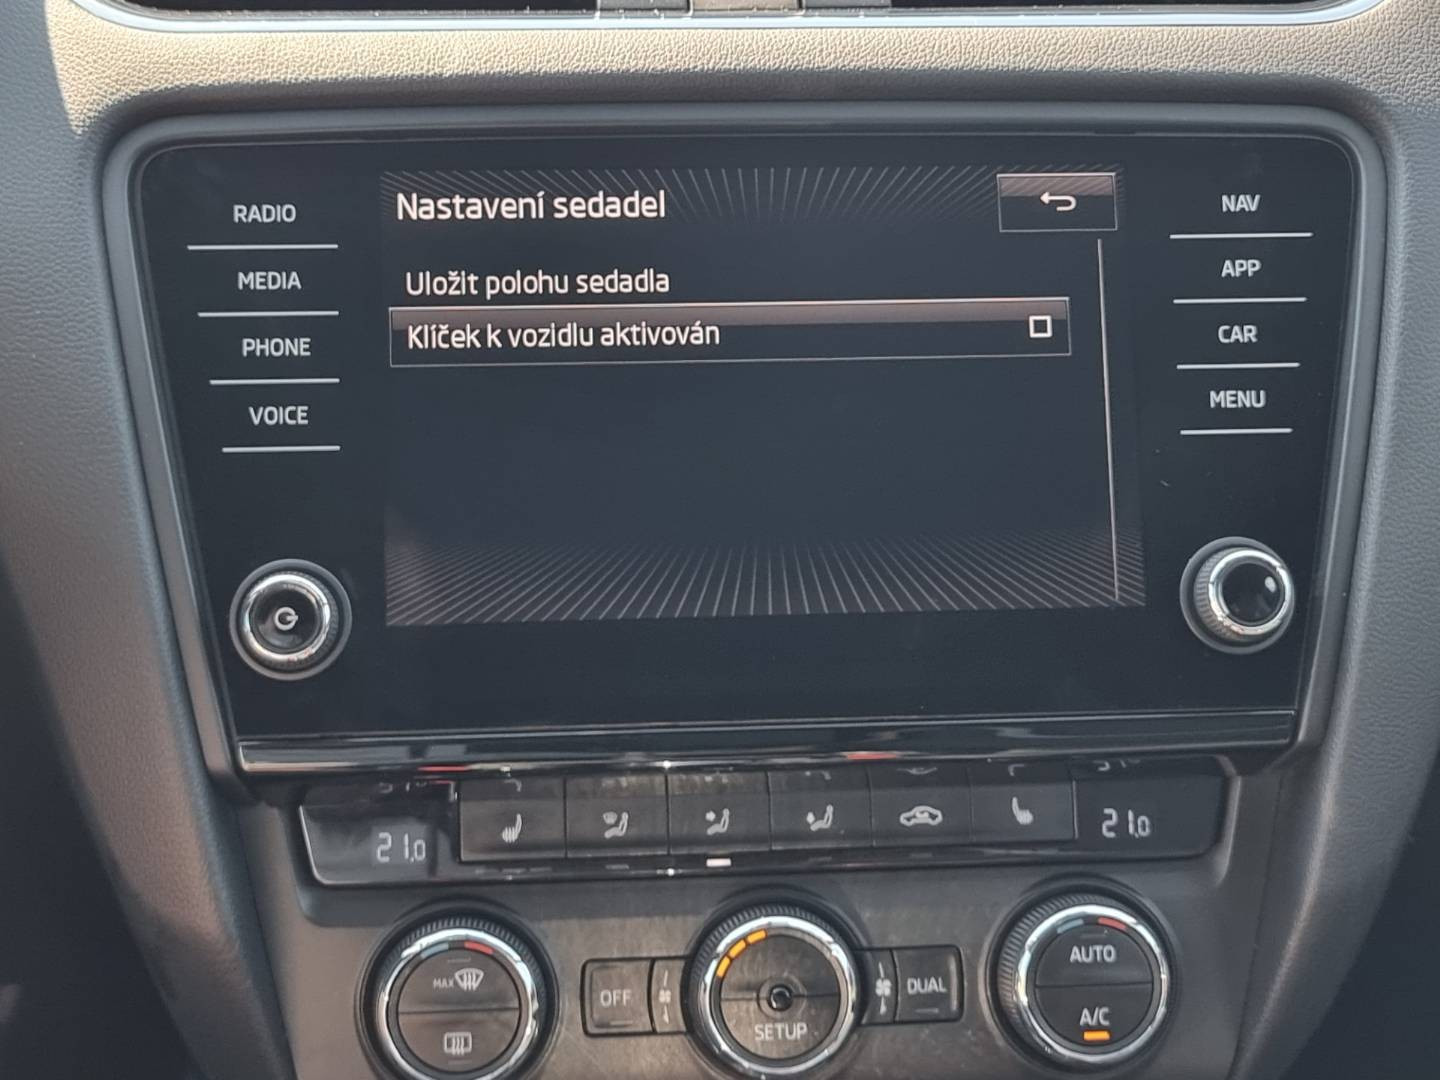 RADIO
MEDIA
PHONE
VOICE
Nastavení sedadel
Uložit polohu sedadla
Klíček k vozidlu aktivován
NAV
APP
CAR
MENU
21.0
21.0
MAX
OFF
SETUP
DUAL
AUTO
A/C